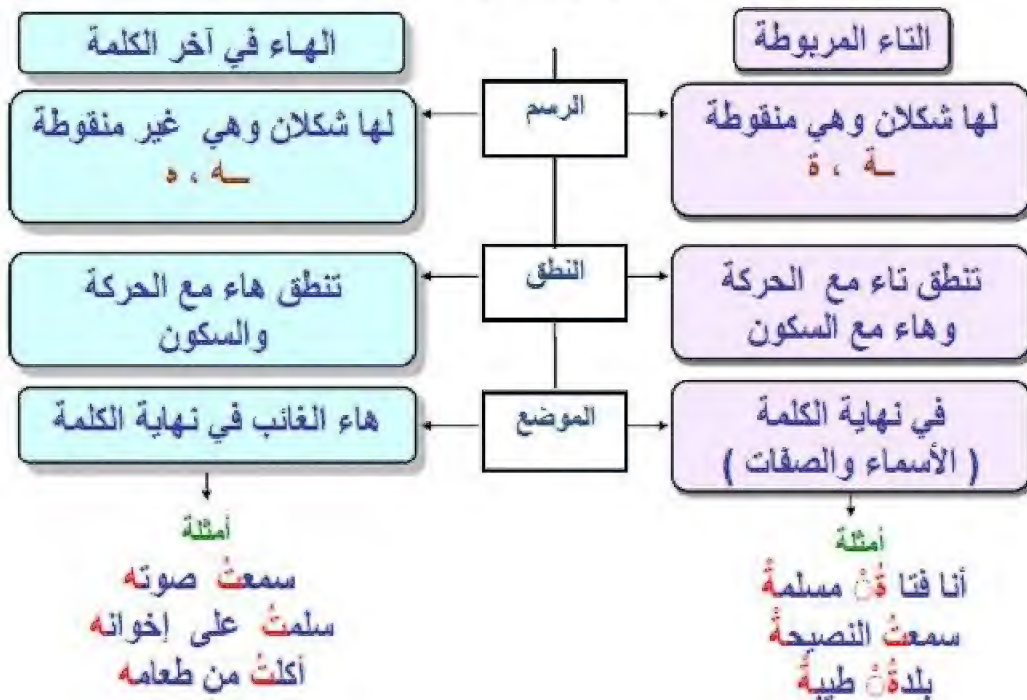 التاء المربوطة
الهاء في آخر الكلمة
الرسم
لها شكلان وهي منقوطة
ـة ، ة
لها شكلان وهي غير منقوطة
ـه ، ه
النطق
تنطق تاء مع الحركة
وهاء مع السكون
تنطق هاء مع الحركة
والسكون
الموضع
في نهاية الكلمة
( الأسماء والصفات )
هاء الغائب في نهاية الكلمة
أمثلة
أنا فتا ةٌ مسلمةٌ
سمعتُ النصيحةَ
بلدةٌ طيبةٌ
أمثلة
سمعتُ صوته
سلمتُ على إخوانه
أكلتُ من طعامه